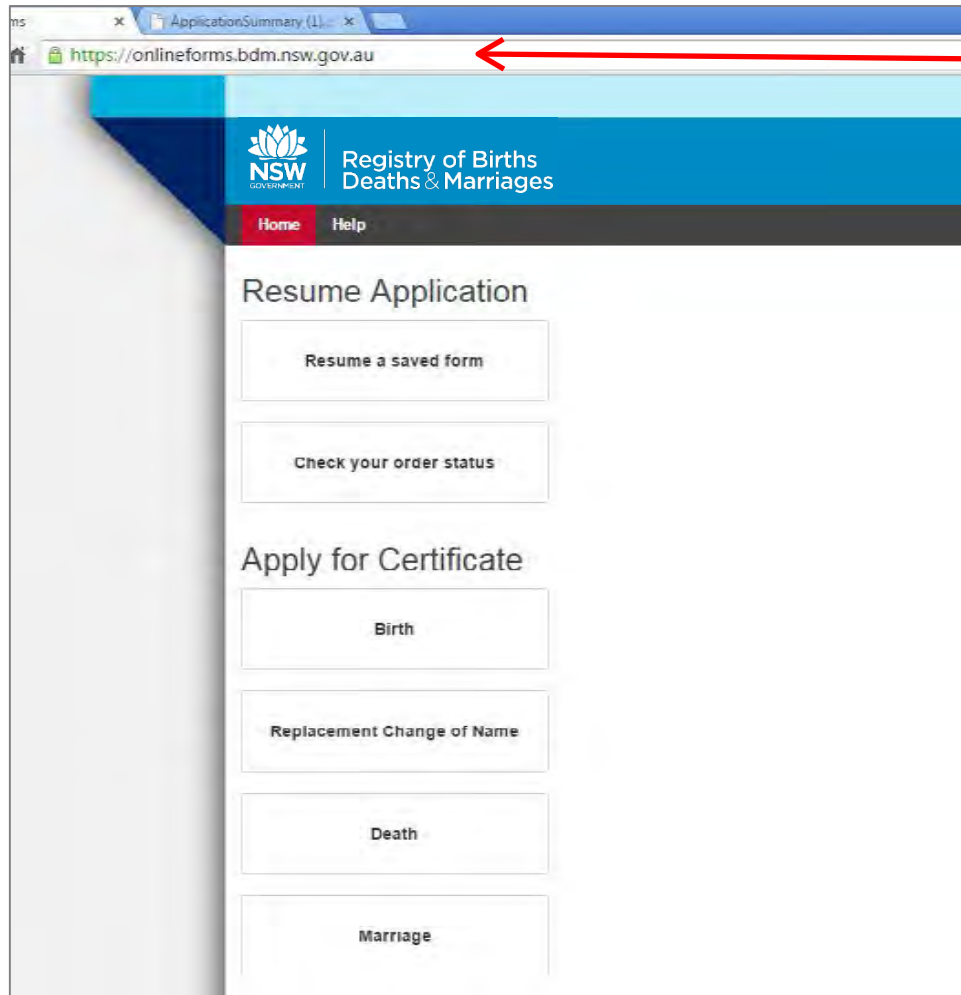 ms
ApplicationSummary (1)...
https://onlineforms.bdm.nsw.gov.au
NSW
GOVERNMENT
Registry of Births
Deaths & Marriages
Home Help
Resume Application
Resume a saved form
Check your order status
Apply for Certificate
Birth
Replacement Change of Name
Death
Marriage